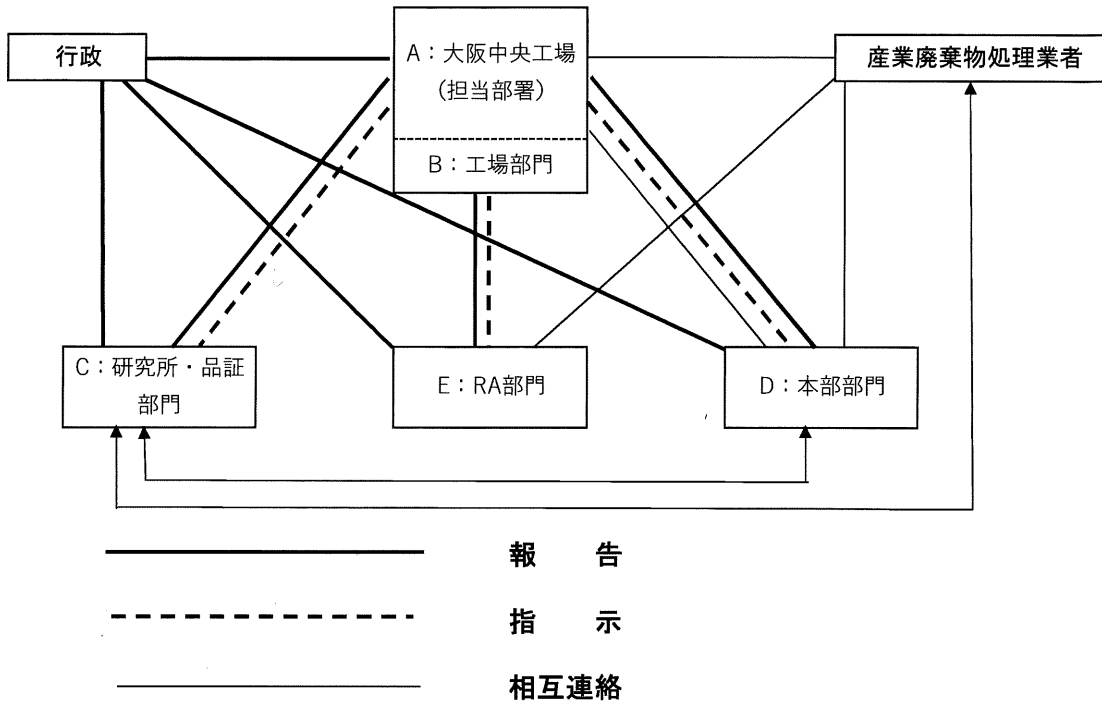 行政
A：大阪中央工場
(担当部署)
B：工場部門
産業廃棄物処理業者
C：研究所・品証
部門
E：RA部門
D：本部部門
報　告
指　示
相互連絡